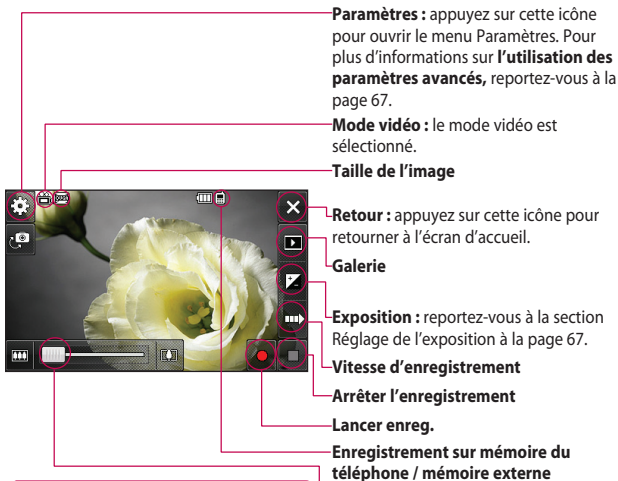 Paramètres : appuyez sur cette icône
pour ouvrir le menu Paramètres. Pour
plus d’informations sur l’utilisation des
paramètres avancés, reportez-vous à la
page 67.
Mode vidéo : le mode vidéo est
sélectionné.
Taille de l’image
Retour : appuyez sur cette icône pour
retourner à l’écran d’accueil.
Galerie
Exposition : reportez-vous à la section
Réglage de l’exposition à la page 67.
Vitesse d’enregistrement
Arrêter l’enregistrement
Lancer enreg.
Enregistrement sur mémoire du
téléphone / mémoire externe